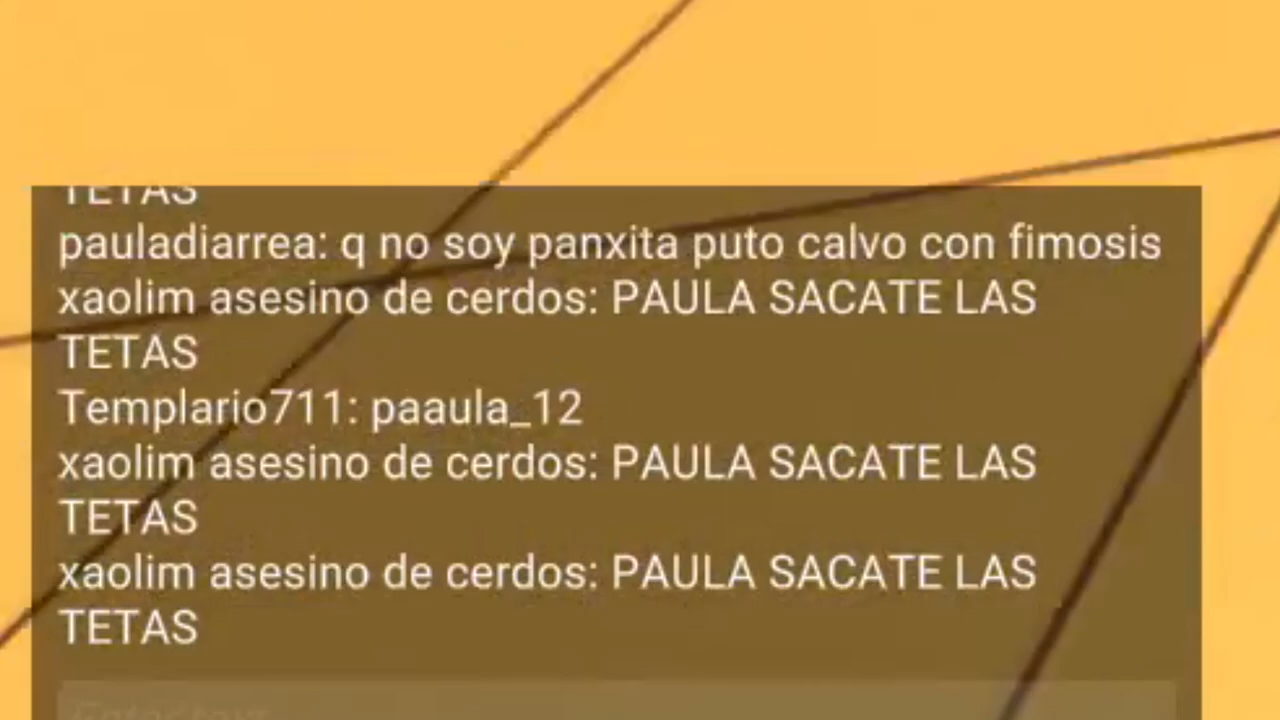 TETAS
pauladiarrea: q no soy panxita puto calvo con fimosis
xaolim asesino de cerdos: PAULA SACATE LAS
TETAS
Templario711: paaula_12
xaolim asesino de cerdos: PAULA SACATE LAS
TETAS
xaolim asesino de cerdos: PAULA SACATE LAS
TETAS